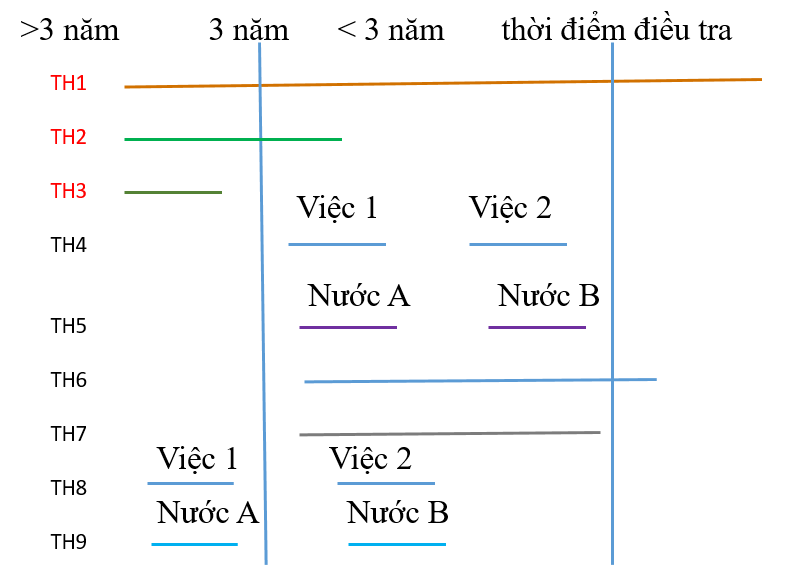 >3 năm 3 năm < 3 năm thời điểm điều tra
TH1
TH2
TH3
Việc 1 Việc 2
TH4
Nước A Nước B
TH5
TH6
TH7
Việc 1 Việc 2
TH8
Nước A Nước B
TH9